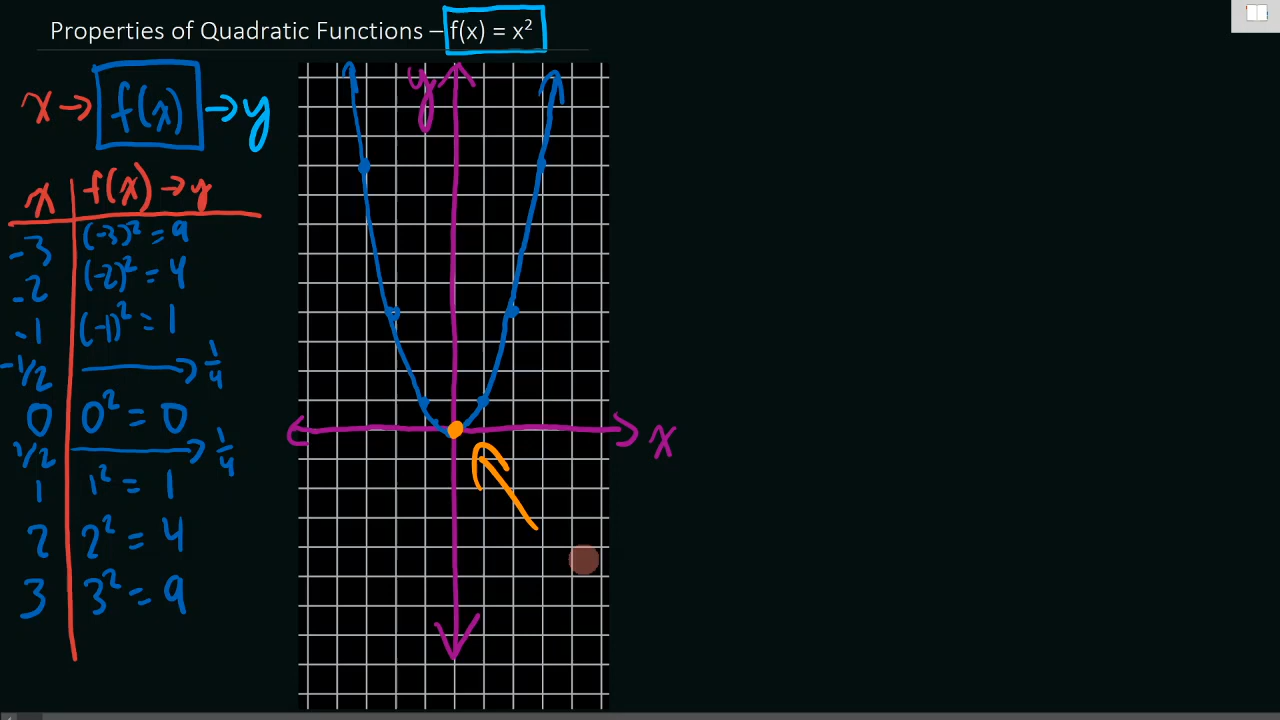 Properties of Quadratic Functions – f(x) = x²
x → f(x) → y
x f(x) → y
-3 (-3)² = 9
-2 (-2)² = 4
-1 (-1)² = 1
-1/2 → 1/4
0 0² = 0
1/2 → 1/4
1 1² = 1
2 2² = 4
3 3² = 9
y
x